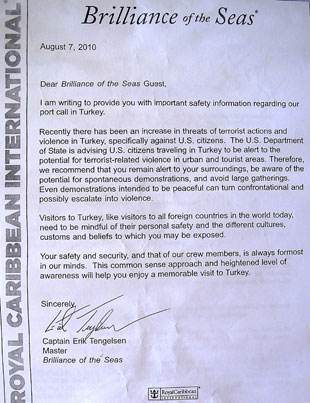 Brilliance of the Seas®
ROYAL CARIBBEAN INTERNATIONAL
August 7, 2010
Dear Brilliance of the Seas Guest,
I am writing to provide you with important safety information regarding our
port call in Turkey.
Recently there has been an increase in threats of terrorist actions and
violence in Turkey, specifically against U.S. citizens. The U.S. Department
of State is advising U.S. citizens traveling in Turkey to be alert to the
potential for terrorist-related violence in urban and tourist areas. Therefore,
we recommend that you remain alert to your surroundings, be aware of the
potential for spontaneous demonstrations, and avoid large gatherings.
Even demonstrations intended to be peaceful can turn confrontational and
possibly escalate into violence.
Visitors to Turkey, like visitors to all foreign countries in the world today,
need to be mindful of their personal safety and the different cultures,
customs and beliefs to which you may be exposed.
Your safety and security, and that of our crew members, is always formost
in our minds. This common sense approach and heightened level of
awareness will help you enjoy a memorable visit to Turkey.
Sincerely,
Captain Erik Tengelsen
Master
Brilliance of the Seas
RoyalCaribbean
INTERNATIONAL